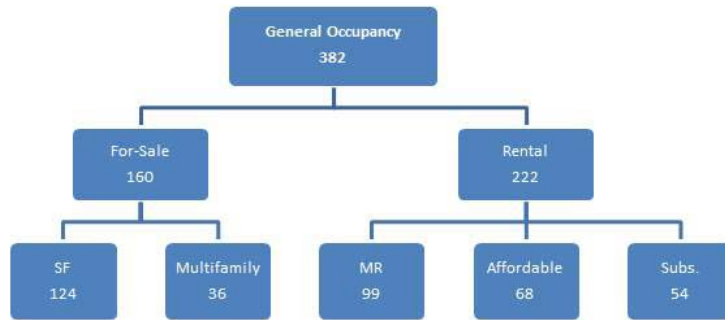 General Occupancy
382
For-Sale
160
Rental
222
SF
124
Multifamily
36
MR
99
Affordable
68
Subs.
54